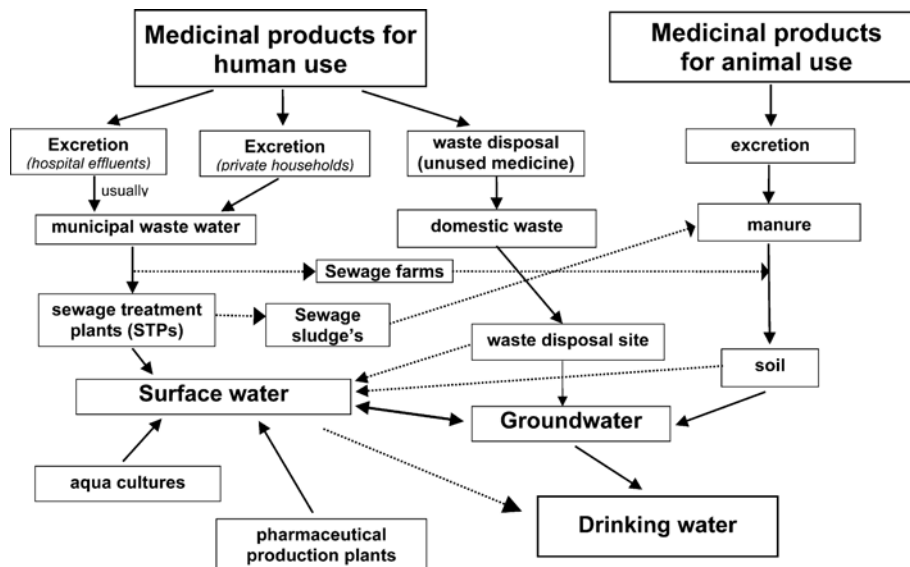 Medicinal products for
human use
Medicinal products
for animal use
Excretion
(hospital effluents)
Excretion
(private households)
waste disposal
(unused medicine)
excretion
usually
municipal waste water
domestic waste
manure
Sewage farms
sewage treatment
plants (STPs)
Sewage
sludge's
waste disposal site
soil
Surface water
Groundwater
aqua cultures
Drinking water
pharmaceutical
production plants